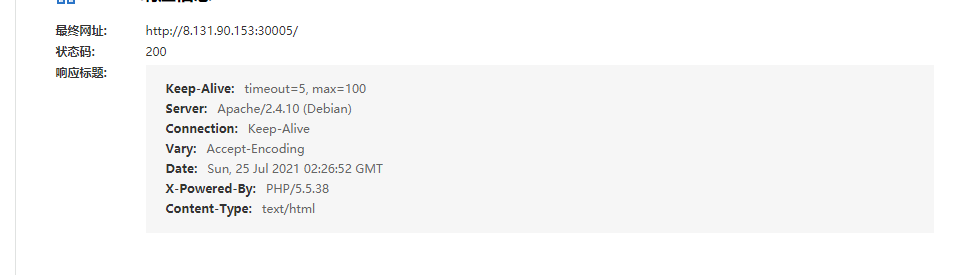 最终网址: http://8.131.90.153:30005/
状态码: 200
响应标题:
Keep-Alive: timeout=5, max=100
Server: Apache/2.4.10 (Debian)
Connection: Keep-Alive
Vary: Accept-Encoding
Date: Sun, 25 Jul 2021 02:26:52 GMT
X-Powered-By: PHP/5.5.38
Content-Type: text/html